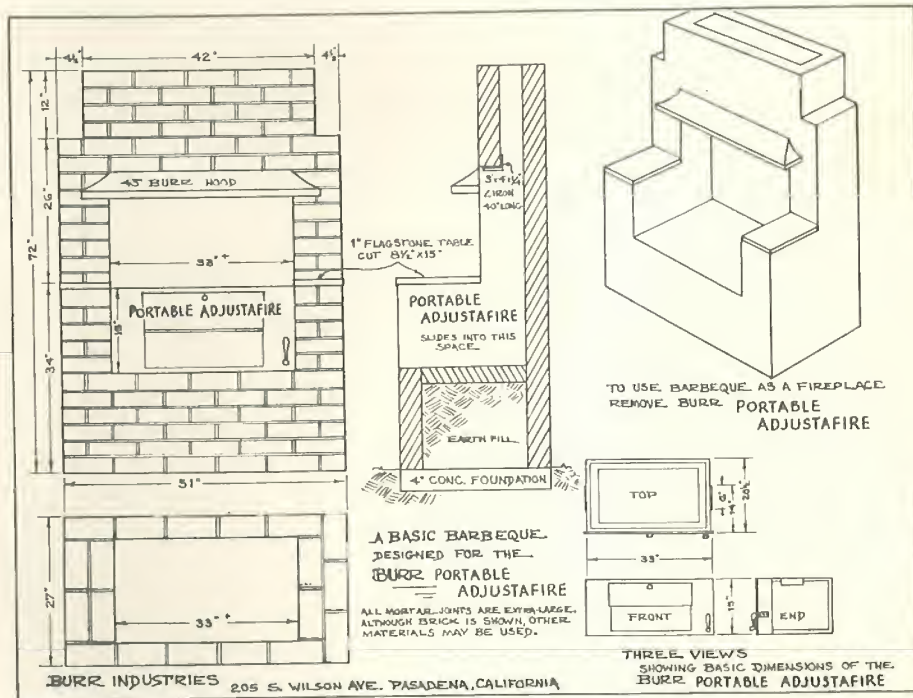 4½" 42" 4½"
12"
26"
72"
34"
43" BURR HOOD
33" +
PORTABLE ADJUSTAFIRE
15"
51"
27"
33" +
1" FLAGSTONE TABLE
CUT 8½" X 15"
3" x 4" x ¼"
∠ IRON
40" LONG
PORTABLE
ADJUSTAFIRE
SLIDES INTO THIS
SPACE
EARTH FILL
4" CONC. FOUNDATION
TO USE BARBEQUE AS A FIREPLACE
REMOVE BURR PORTABLE
ADJUSTAFIRE
A BASIC BARBEQUE
DESIGNED FOR THE
BURR PORTABLE
ADJUSTAFIRE
ALL MORTAR JOINTS ARE EXTRA-LARGE.
ALTHOUGH BRICK IS SHOWN, OTHER
MATERIALS MAY BE USED.
TOP
20½"
33"
FRONT
15"
END
THREE VIEWS
SHOWING BASIC DIMENSIONS OF THE
BURR PORTABLE ADJUSTAFIRE
BURR INDUSTRIES 205 S. WILSON AVE. PASADENA, CALIFORNIA